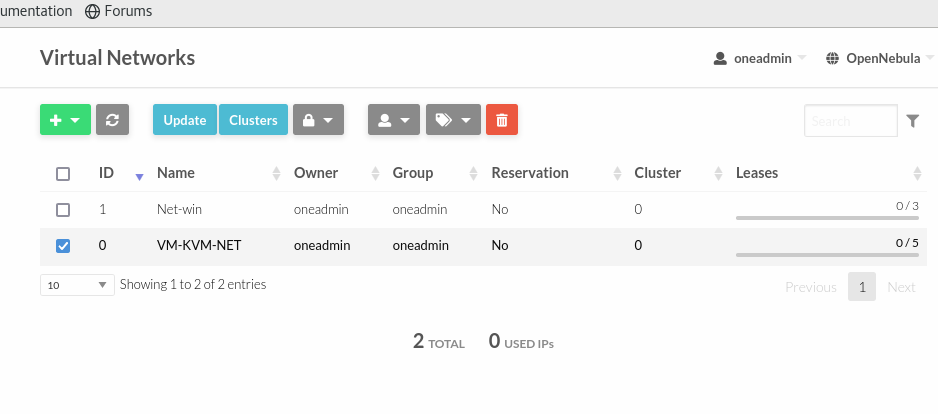 umentation Forums
Virtual Networks oneadmin OpenNebula
Update Clusters Search
ID Name Owner Group Reservation Cluster Leases
1 Net-win oneadmin oneadmin No 0 0 / 3
0 VM-KVM-NET oneadmin oneadmin No 0 0 / 5
10 Showing 1 to 2 of 2 entries Previous 1 Next
2 TOTAL 0 USED IPs